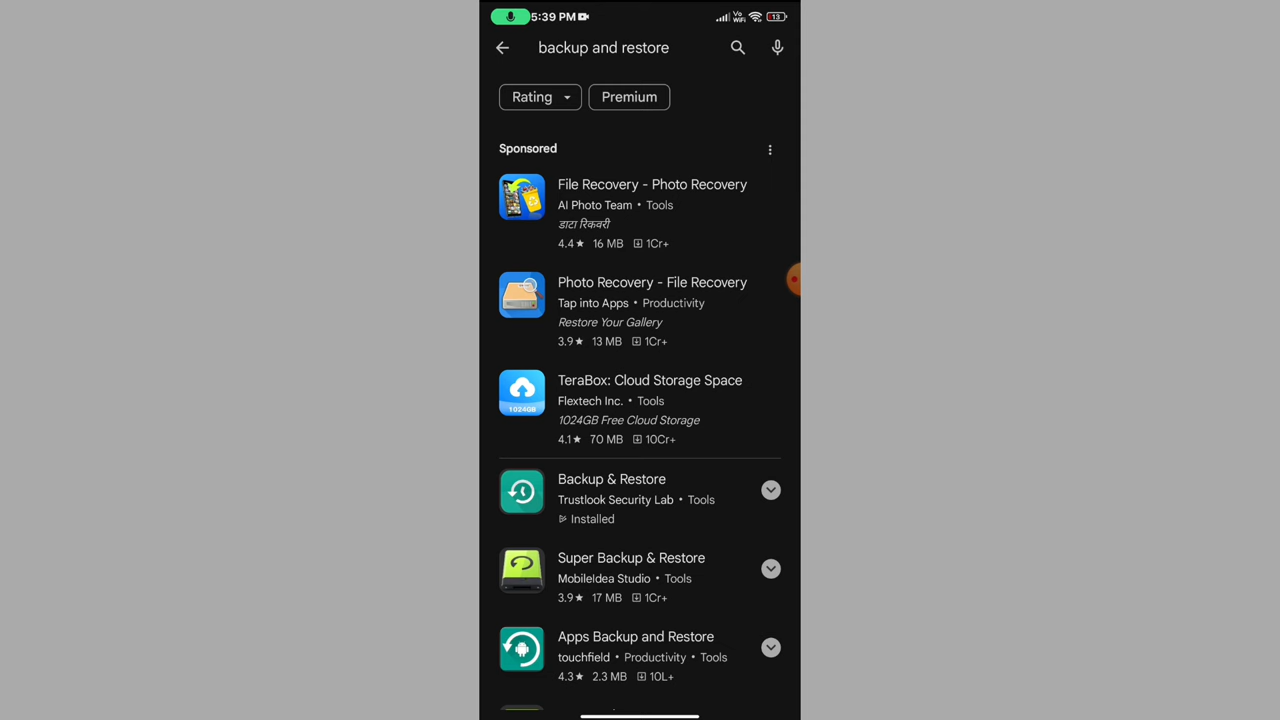 5:39 PM
Vo
WiFi
13
backup and restore
Rating
Premium
Sponsored
File Recovery - Photo Recovery
AI Photo Team • Tools
डाटा रिकवरी
4.4★ 16 MB 1Cr+
Photo Recovery - File Recovery
Tap into Apps • Productivity
Restore Your Gallery
3.9★ 13 MB 1Cr+
1024GB
TeraBox: Cloud Storage Space
Flextech Inc. • Tools
1024GB Free Cloud Storage
4.1★ 70 MB 10Cr+
Backup & Restore
Trustlook Security Lab • Tools
Installed
Super Backup & Restore
MobileIdea Studio • Tools
3.9★ 17 MB 1Cr+
Apps Backup and Restore
touchfield • Productivity • Tools
4.3★ 2.3 MB 10L+